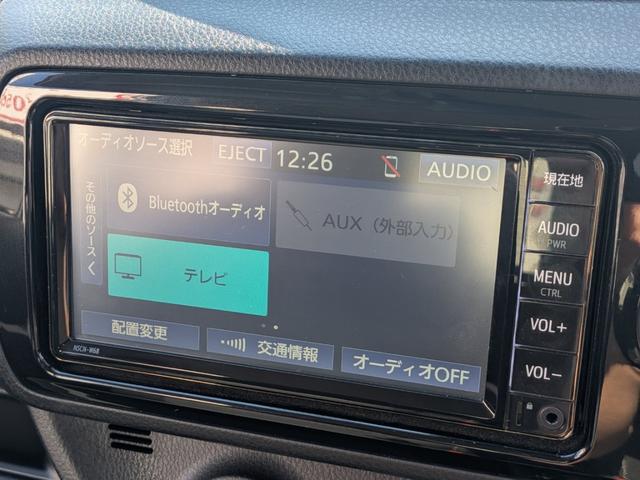 オーディオソース選択
EJECT
12:26
AUDIO
その他のソース く
Bluetoothオーディオ
AUX（外部入力）
テレビ
配置変更
交通情報
オーディオOFF
NSCN-W68
現在地
AUDIO
PWR
MENU
CTRL
VOL+
VOL-